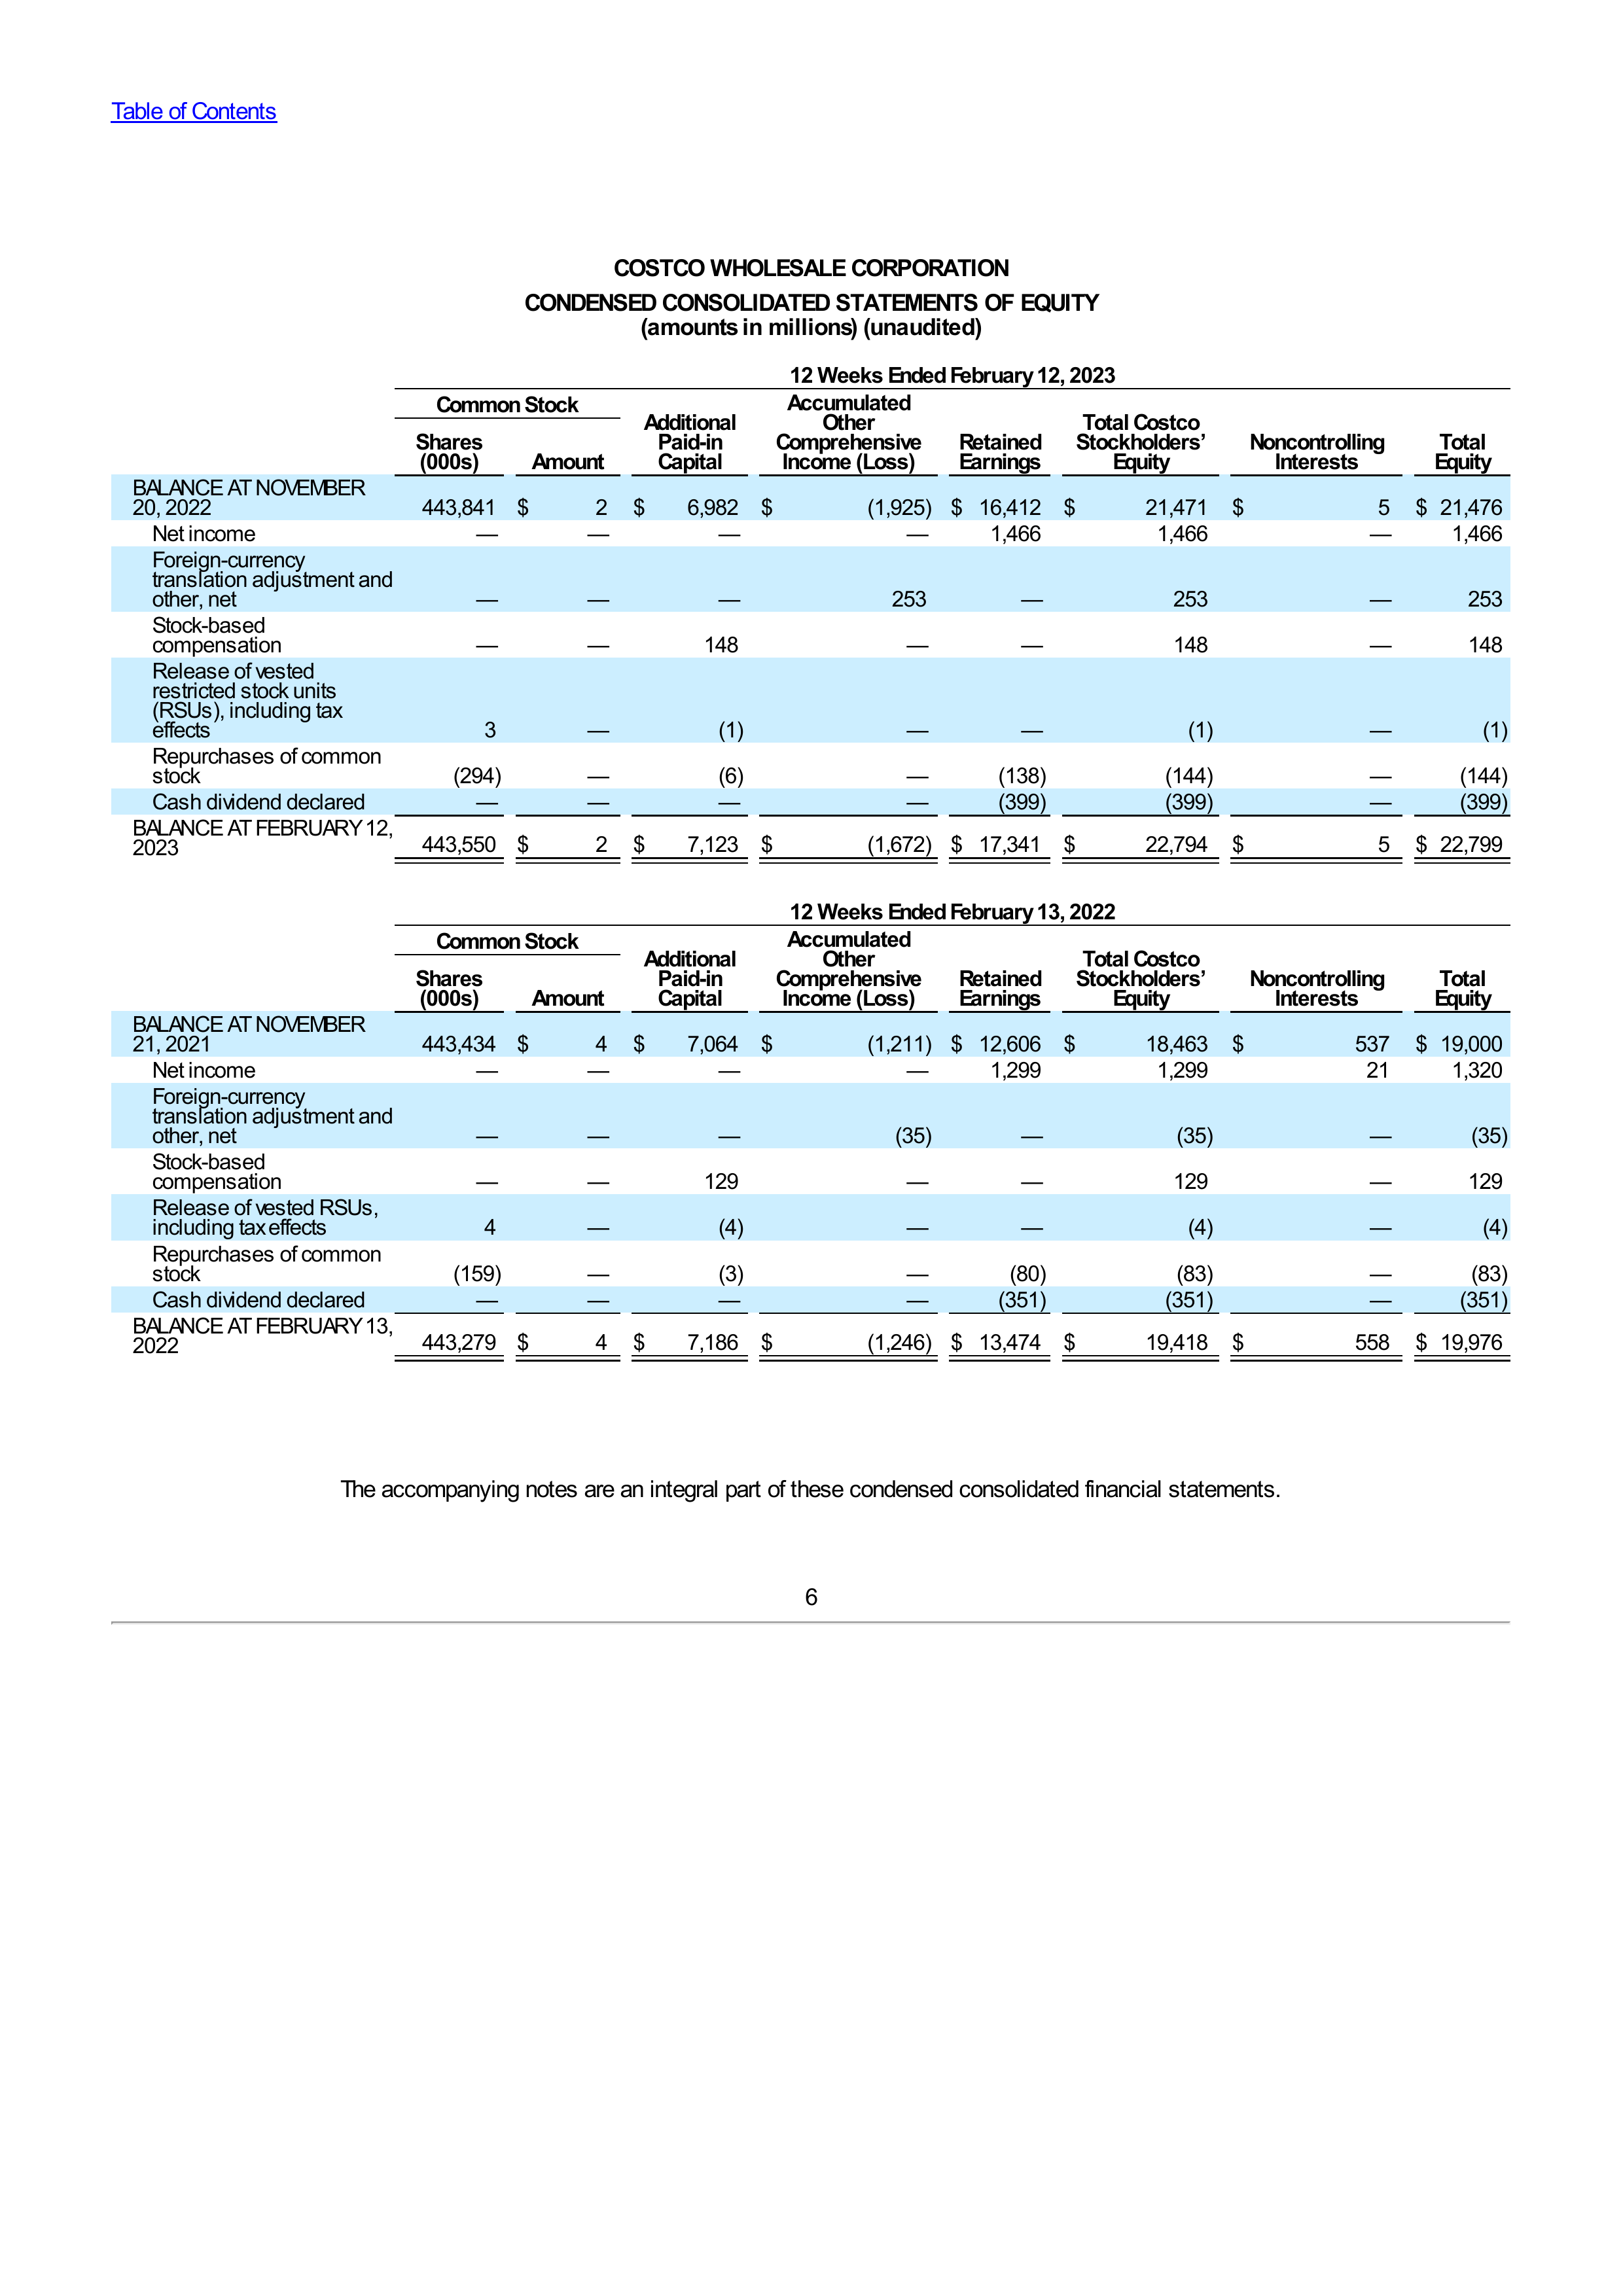 Table of Contents
COSTCO WHOLESALE CORPORATION
CONDENSED CONSOLIDATED STATEMENTS OF EQUITY
(amounts in millions) (unaudited)
12 Weeks Ended February 12, 2023
Common Stock Additional Paid-in Capital Accumulated Other Comprehensive Income (Loss) Retained Earnings Total Costco Stockholders’ Equity Noncontrolling Interests Total Equity
Shares (000s) Amount
BALANCE AT NOVEMBER
20, 2022 443,841 $ 2 $ 6,982 $ (1,925) $ 16,412 $ 21,471 $ 5 $ 21,476
Net income — — — — 1,466 1,466 — 1,466
Foreign-currency
translation adjustment and
other, net — — — 253 — 253 — 253
Stock-based
compensation — — 148 — — 148 — 148
Release of vested
restricted stock units
(RSUs), including tax
effects 3 — (1) — — (1) — (1)
Repurchases of common
stock (294) — (6) — (138) (144) — (144)
Cash dividend declared — — — — (399) (399) — (399)
BALANCE AT FEBRUARY 12,
2023 443,550 $ 2 $ 7,123 $ (1,672) $ 17,341 $ 22,794 $ 5 $ 22,799
12 Weeks Ended February 13, 2022
Common Stock Additional Paid-in Capital Accumulated Other Comprehensive Income (Loss) Retained Earnings Total Costco Stockholders’ Equity Noncontrolling Interests Total Equity
Shares (000s) Amount
BALANCE AT NOVEMBER
21, 2021 443,434 $ 4 $ 7,064 $ (1,211) $ 12,606 $ 18,463 $ 537 $ 19,000
Net income — — — — 1,299 1,299 21 1,320
Foreign-currency
translation adjustment and
other, net — — — (35) — (35) — (35)
Stock-based
compensation — — 129 — — 129 — 129
Release of vested RSUs,
including tax effects 4 — (4) — — (4) — (4)
Repurchases of common
stock (159) — (3) — (80) (83) — (83)
Cash dividend declared — — — — (351) (351) — (351)
BALANCE AT FEBRUARY 13,
2022 443,279 $ 4 $ 7,186 $ (1,246) $ 13,474 $ 19,418 $ 558 $ 19,976
The accompanying notes are an integral part of these condensed consolidated financial statements.
6